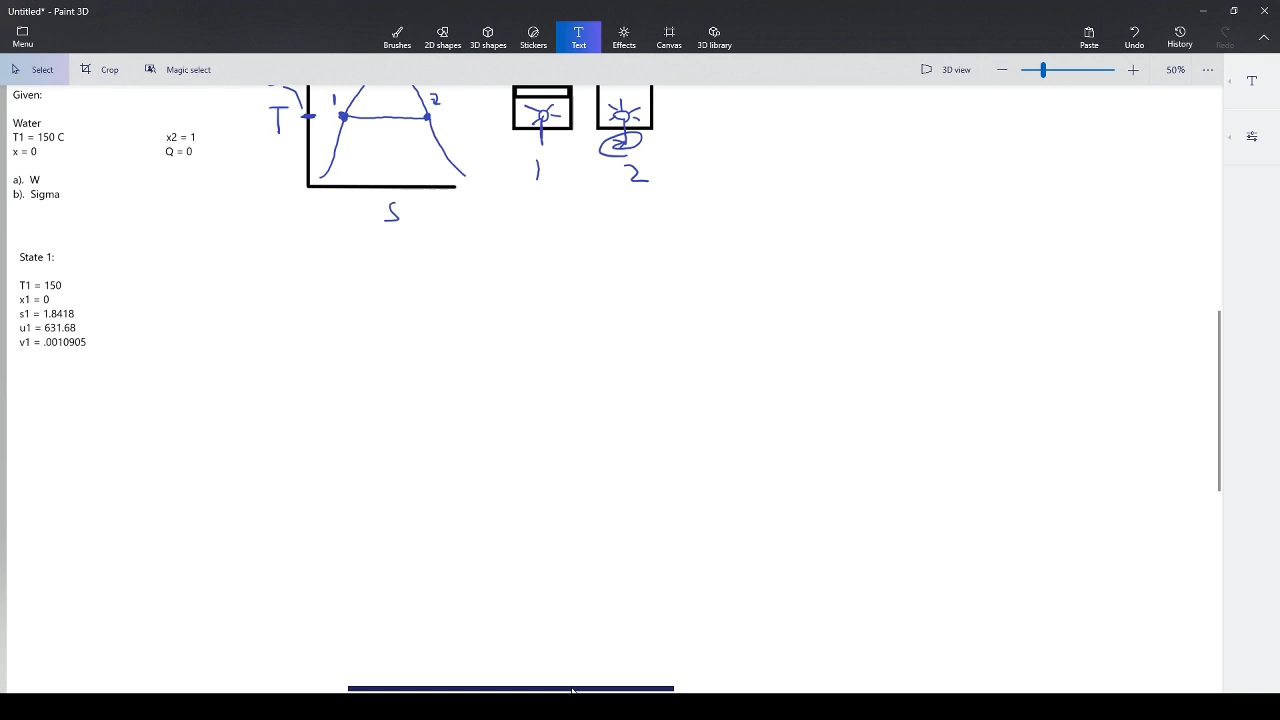 Untitled* - Paint 3D
Menu
Brushes
2D shapes
3D shapes
Stickers
Text
Effects
Canvas
3D library
Paste
Undo
History
Redo
Select
Crop
Magic select
3D view
50%
Given:
Water
T1 = 150 C
x2 = 1
x = 0
Q = 0
a). W
b). Sigma
T
1
2
S
1
2
State 1:
T1 = 150
x1 = 0
s1 = 1.8418
u1 = 631.68
v1 = .0010905